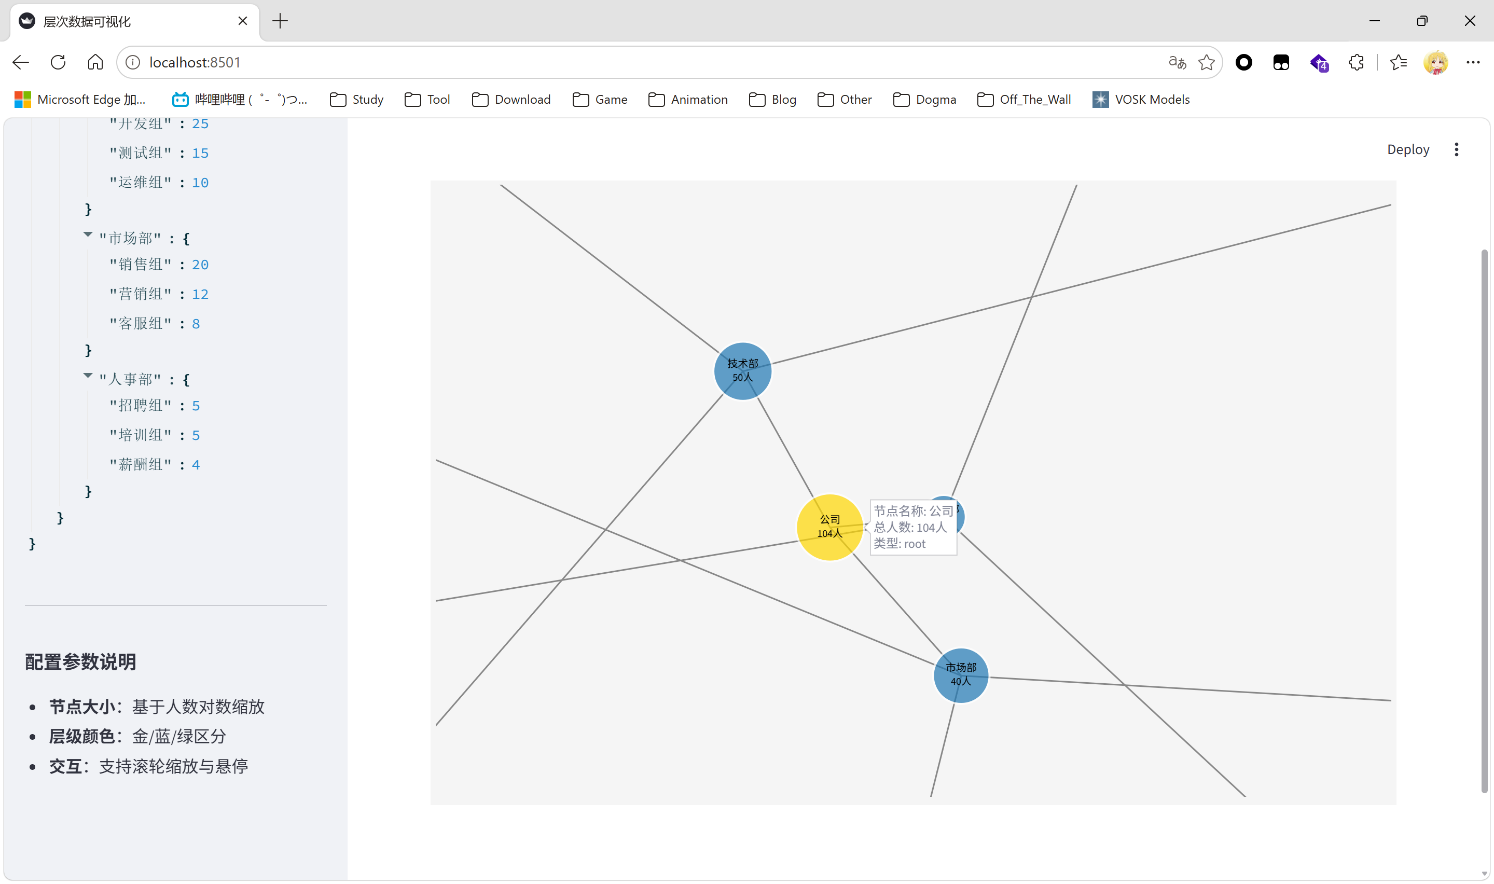 层次数据可视化
localhost:8501
Microsoft Edge 加...
哔哩哔哩 (゜-゜)つ...
Study
Tool
Download
Game
Animation
Blog
Other
Dogma
Off_The_Wall
VOSK Models
"开发组" : 25
"测试组" : 15
"运维组" : 10
}
"市场部" : {
"销售组" : 20
"营销组" : 12
"客服组" : 8
}
"人事部" : {
"招聘组" : 5
"培训组" : 5
"薪酬组" : 4
}
}
}
配置参数说明
• 节点大小：基于人数对数缩放
• 层级颜色：金/蓝/绿区分
• 交互：支持滚轮缩放与悬停
Deploy
技术部
50人
公司
104人
节点名称: 公司
总人数: 104人
类型: root
市场部
40人